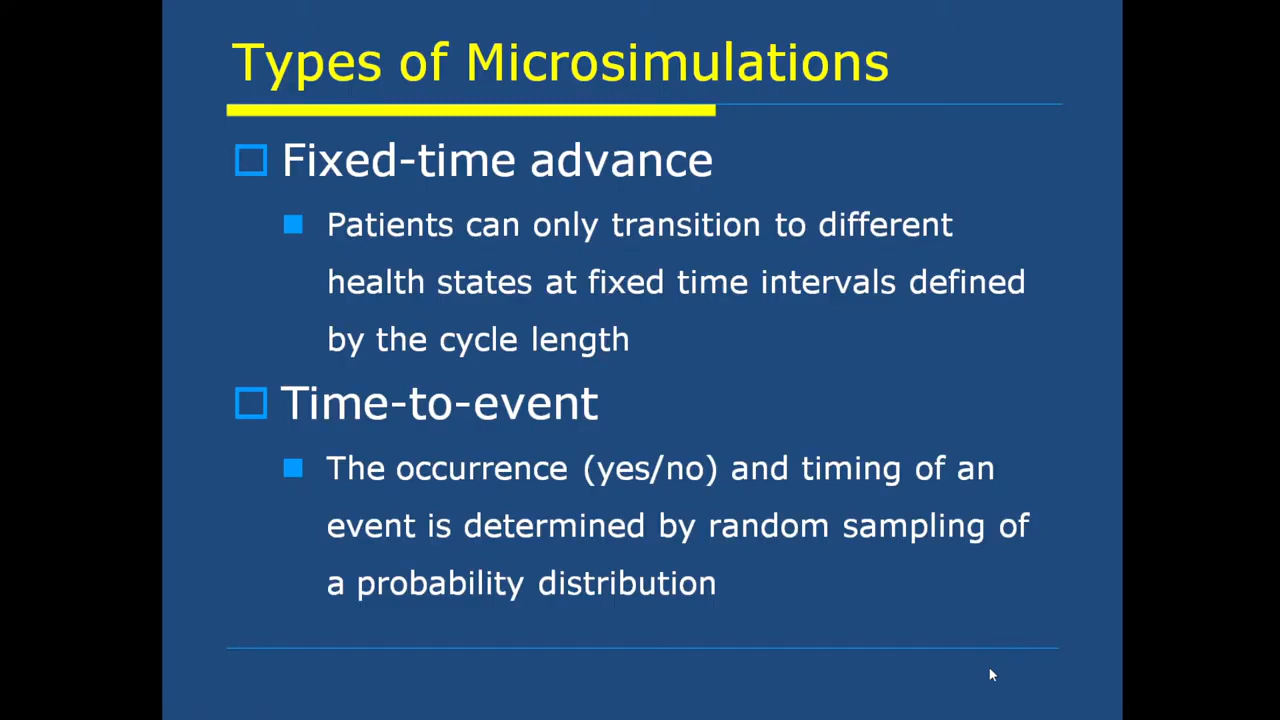 Types of Microsimulations
Fixed-time advance
Patients can only transition to different
health states at fixed time intervals defined
by the cycle length
Time-to-event
The occurrence (yes/no) and timing of an
event is determined by random sampling of
a probability distribution